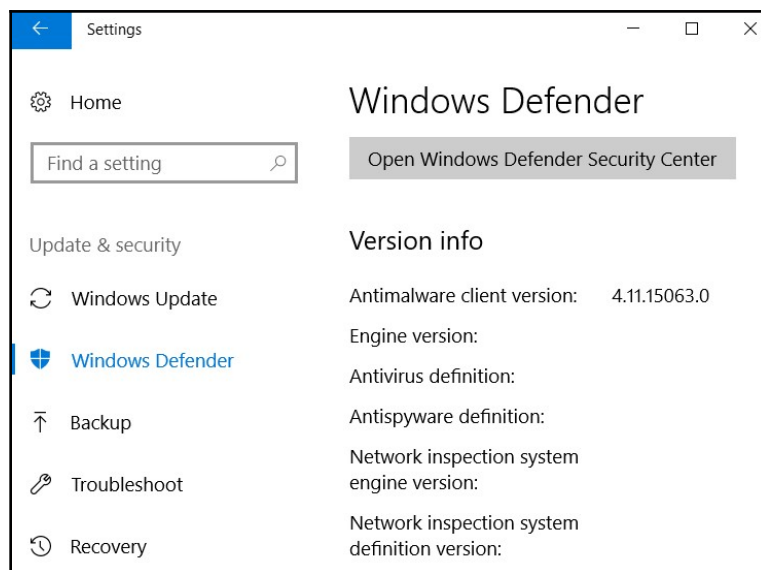 Settings
Home
Find a setting
Update & security
Windows Update
Windows Defender
Backup
Troubleshoot
Recovery
Windows Defender
Open Windows Defender Security Center
Version info
Antimalware client version: 4.11.15063.0
Engine version:
Antivirus definition:
Antispyware definition:
Network inspection system
engine version:
Network inspection system
definition version: